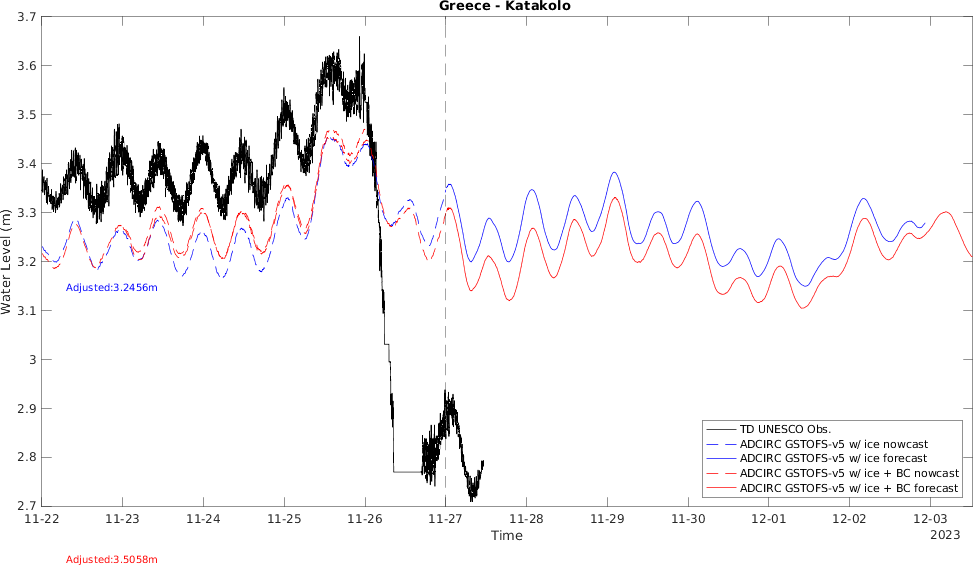 Greece - Katakolo
3.7
3.6
3.5
3.4
3.3
3.2
3.1
3
2.9
2.8
2.7
Water Level (m)
Adjusted:3.2456m
TD UNESCO Obs.
ADCIRC GSTOFS-v5 w/ ice nowcast
ADCIRC GSTOFS-v5 w/ ice forecast
ADCIRC GSTOFS-v5 w/ ice + BC nowcast
ADCIRC GSTOFS-v5 w/ ice + BC forecast
11-22 11-23 11-24 11-25 11-26 11-27 11-28 11-29 11-30 12-01 12-02 12-03
2023
Time
Adjusted:3.5058m